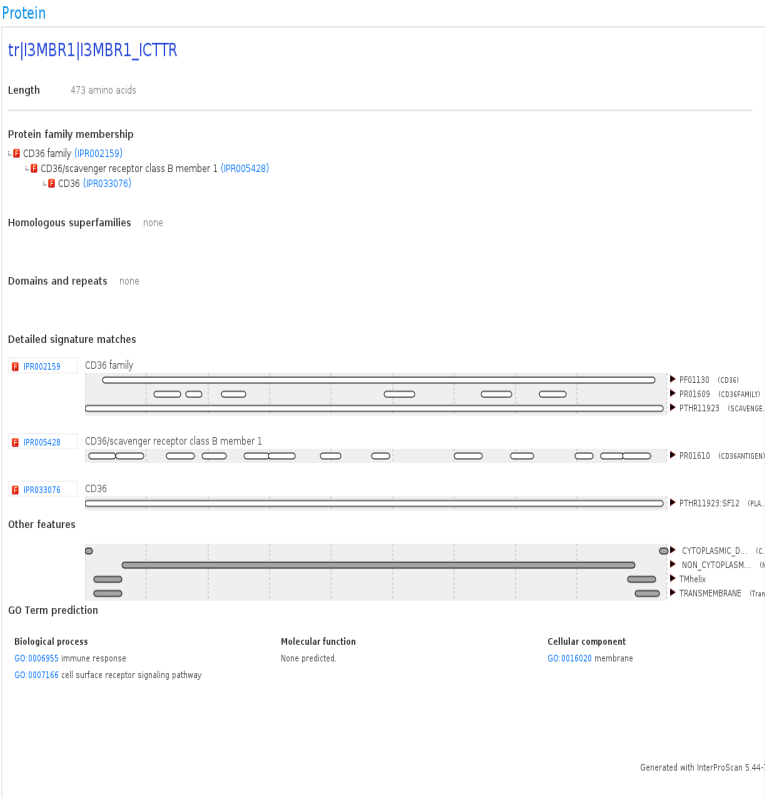 Protein
tr|I3MBR1|I3MBR1_ICTTR
Length 473 amino acids
Protein family membership
F CD36 family (IPR002159)
F CD36/scavenger receptor class B member 1 (IPR005428)
F CD36 (IPR033076)
Homologous superfamilies none
Domains and repeats none
Detailed signature matches
F IPR002159 CD36 family
PF01130 (CD36)
PR01609 (CD36FAMILY)
PTHR11923 (SCAVENGE..
F IPR005428 CD36/scavenger receptor class B member 1
PR01610 (CD36ANTIGEN)
F IPR033076 CD36
PTHR11923:SF12 (PLA..
Other features
CYTOPLASMIC_D... (C..
NON_CYTOPLASM... (N
TMhelix
TRANSMEMBRANE (Tran
GO Term prediction
Biological process Molecular function Cellular component
GO:0006955 immune response None predicted. GO:0016020 membrane
GO:0007166 cell surface receptor signaling pathway
Generated with InterProScan 5.44-